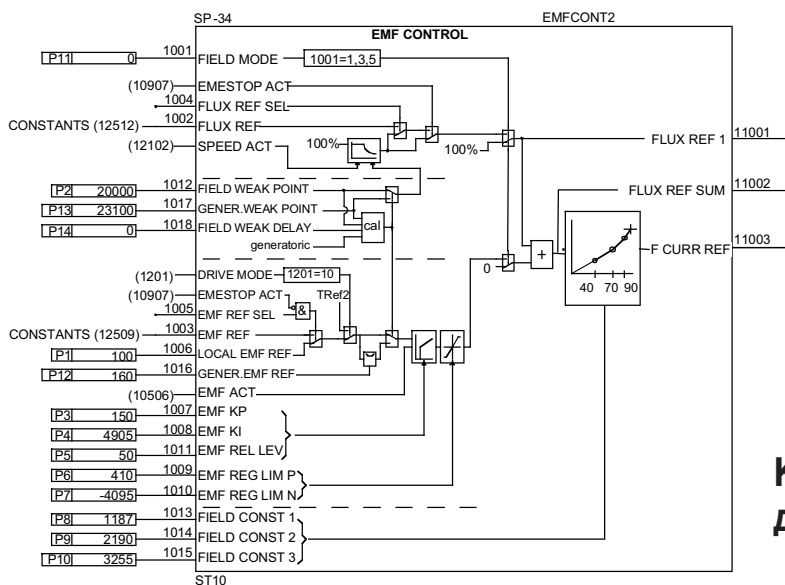 SP-34 EMFCONT2
EMF CONTROL
P11 0 1001 FIELD MODE 1001=1,3,5
(10907) EMESTOP ACT
1004 FLUX REF SEL
CONSTANTS (12512) 1002 FLUX REF
(12102) SPEED ACT 100% 100% FLUX REF 1 11001
P2 20000 1012 FIELD WEAK POINT FLUX REF SUM 11002
P13 23100 1017 GENER.WEAK POINT
P14 0 1018 FIELD WEAK DELAY cal
generatoric
F CURR REF 11003
0 + 40 70 90
(1201) DRIVE MODE 1201=10
(10907) EMESTOP ACT TRef2
1005 EMF REF SEL &
CONSTANTS (12509) 1003 EMF REF
P1 100 1006 LOCAL EMF REF
P12 160 1016 GENER.EMF REF
(10506) EMF ACT
P3 150 1007 EMF KP
P4 4905 1008 EMF KI
P5 50 1011 EMF REL LEV
P6 410 1009 EMF REG LIM P
P7 -4095 1010 EMF REG LIM N
P8 1187 1013 FIELD CONST 1
P9 2190 1014 FIELD CONST 2
P10 3255 1015 FIELD CONST 3
ST10